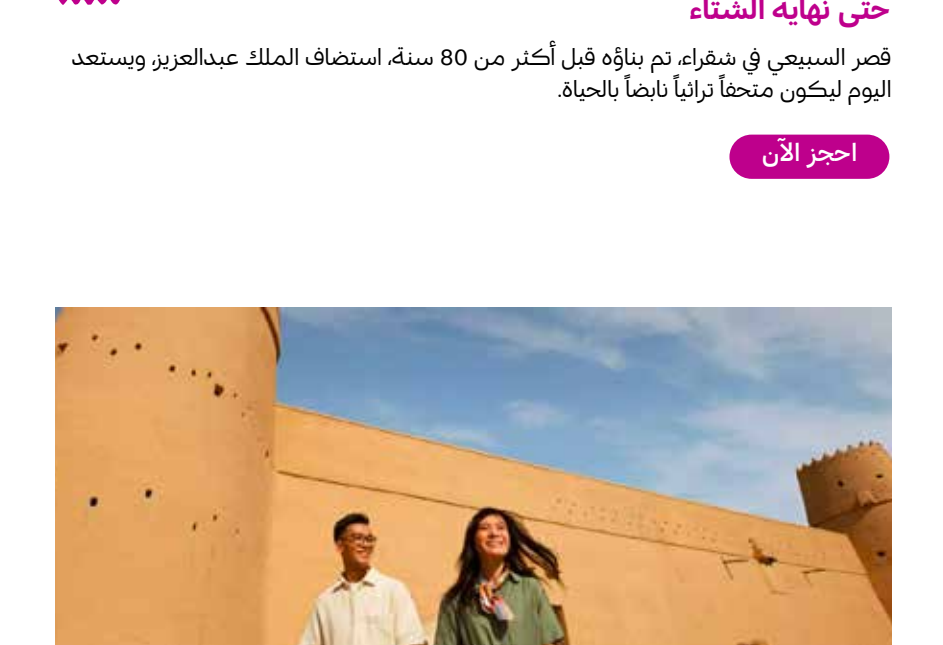 حتى نهاية الشتاء
قصر السبيعي في شقراء، تم بناؤه قبل أكثر من 80 سنة، استضاف الملك عبدالعزيز، ويستعد
اليوم ليكون متحفاً تراثياً نابضاً بالحياة.
احجز الآن